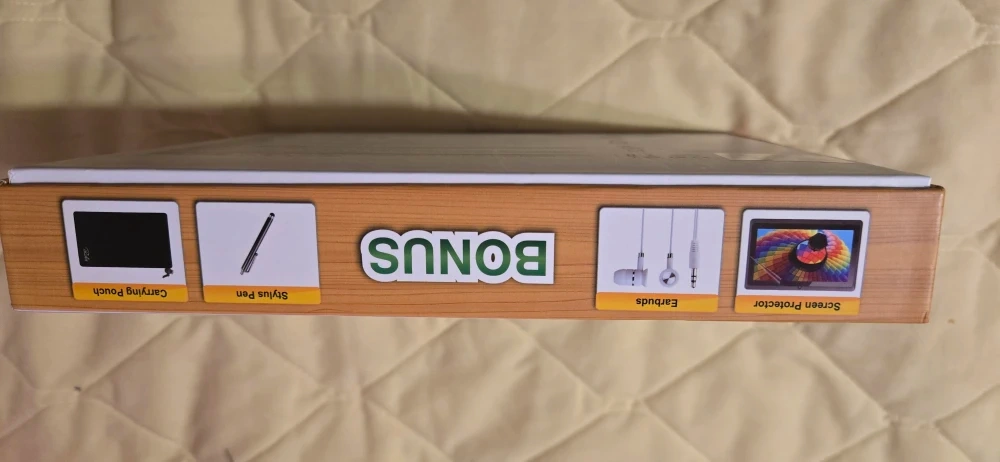 Screen Protector
Earbuds
BONUS
Stylus Pen
Carrying Pouch